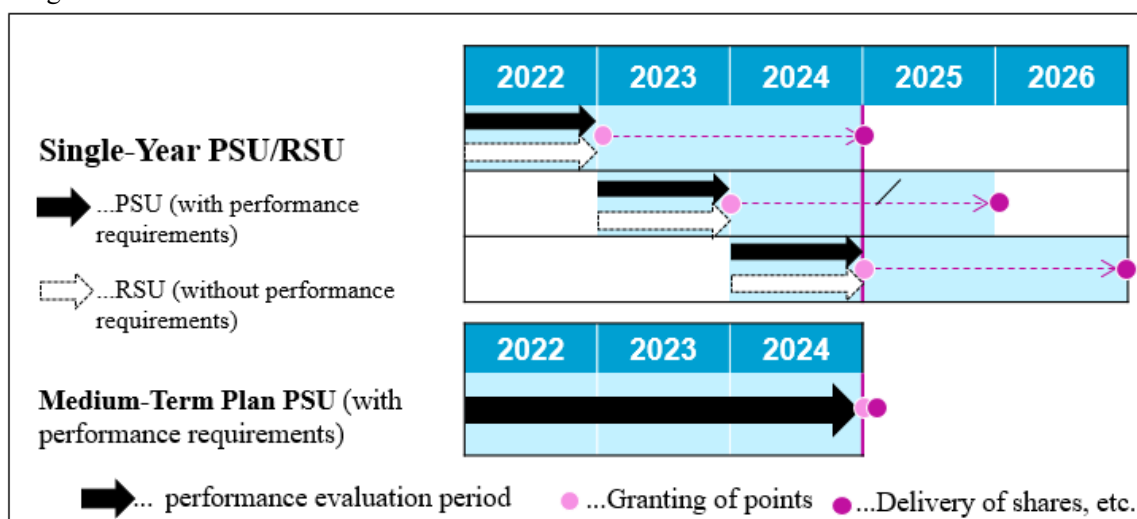 2022 2023 2024 2025 2026
Single-Year PSU/RSU
...PSU (with performance
requirements)
...RSU (without performance
requirements)
2022 2023 2024
Medium-Term Plan PSU (with
performance requirements)
... performance evaluation period ...Granting of points ...Delivery of shares, etc.